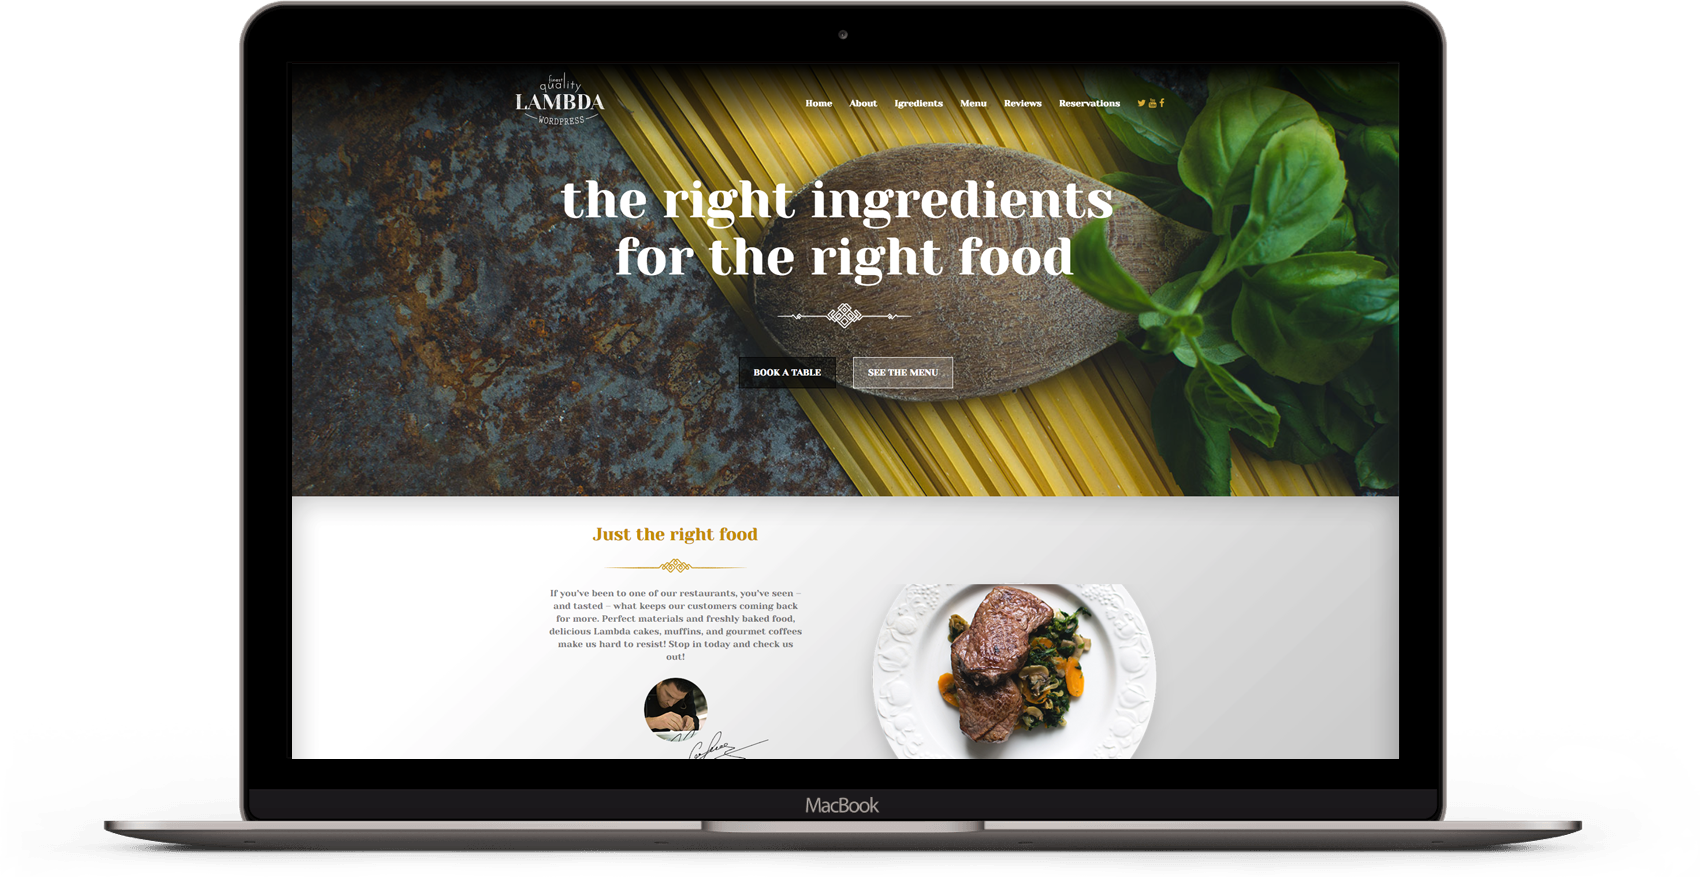 finest
quality
LAMBDA
WORDPRESS
Home About Igredients Menu Reviews Reservations
the right ingredients
for the right food
BOOK A TABLE SEE THE MENU
Just the right food
If you've been to one of our restaurants, you've seen –
and tasted – what keeps our customers coming back
for more. Perfect materials and freshly baked food,
delicious Lambda cakes, muffins, and gourmet coffees
make us hard to resist! Stop in today and check us
out!
MacBook